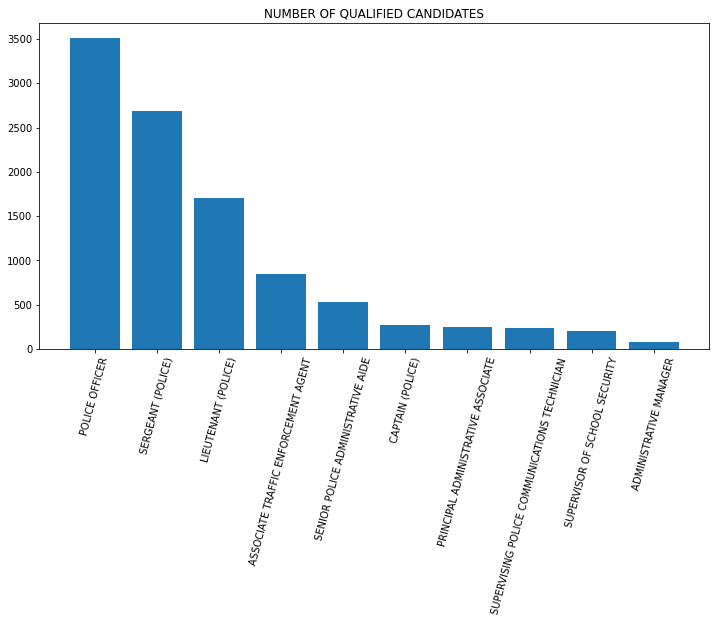 NUMBER OF QUALIFIED CANDIDATES
3500
3000
2500
2000
1500
1000
500
0
POLICE OFFICER
SERGEANT (POLICE)
LIEUTENANT (POLICE)
ASSOCIATE TRAFFIC ENFORCEMENT AGENT
SENIOR POLICE ADMINISTRATIVE AIDE
CAPTAIN (POLICE)
PRINCIPAL ADMINISTRATIVE ASSOCIATE
SUPERVISING POLICE COMMUNICATIONS TECHNICIAN
SUPERVISOR OF SCHOOL SECURITY
ADMINISTRATIVE MANAGER